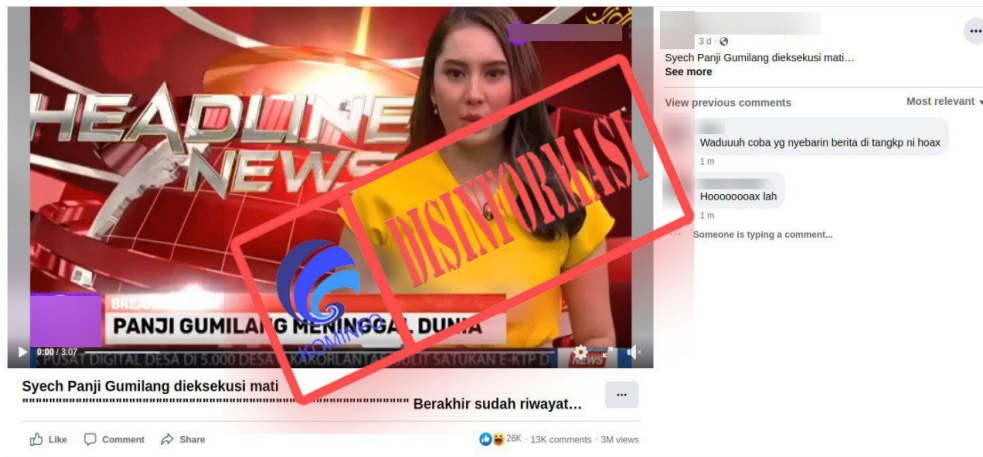 HEADLINE
NEWS
DISINFORMASI
KOMINFO
BREAKING
PANJI GUMILANG MENINGGAL DUNIA
0:00 / 3:07
PUSAT DIGITAL DESA DI 5.000 DESA
SATUKAN E-KTP D
NEWS
Syech Panji Gumilang dieksekusi mati
"""""""""""""""""""""""""""""""""""""""""""""""""""""""""""""""""""""" Berakhir sudah riwayat…
Like Comment Share
26K · 13K comments · 3M views
3 d ·
Syech Panji Gumilang dieksekusi mati…
See more
View previous comments
Most relevant
Waduuuh coba yg nyebarin berita di tangkp ni hoax
1 m
Hoooooooax lah
1 m
Someone is typing a comment...